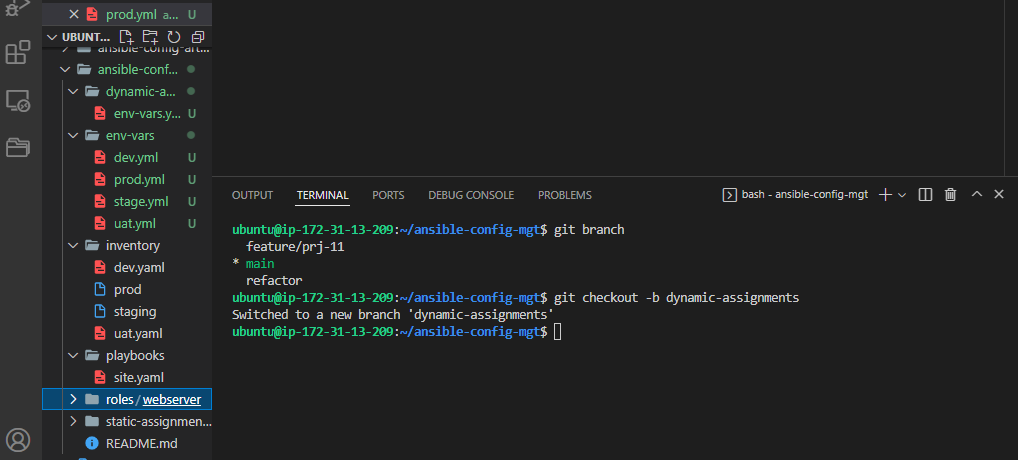 prod.yml a... U
UBUNT...
ansible-config-art...
ansible-conf...
dynamic-a...
env-vars.y... U
env-vars
dev.yml U
prod.yml U
stage.yml U
uat.yml U
inventory
dev.yaml
prod
staging
uat.yaml
playbooks
site.yaml
roles/webserver
static-assignmen...
README.md
OUTPUT TERMINAL PORTS DEBUG CONSOLE PROBLEMS bash - ansible-config-mgt
ubuntu@ip-172-31-13-209:~/ansible-config-mgt$ git branch
feature/prj-11
* main
refactor
ubuntu@ip-172-31-13-209:~/ansible-config-mgt$ git checkout -b dynamic-assignments
Switched to a new branch 'dynamic-assignments'
ubuntu@ip-172-31-13-209:~/ansible-config-mgt$